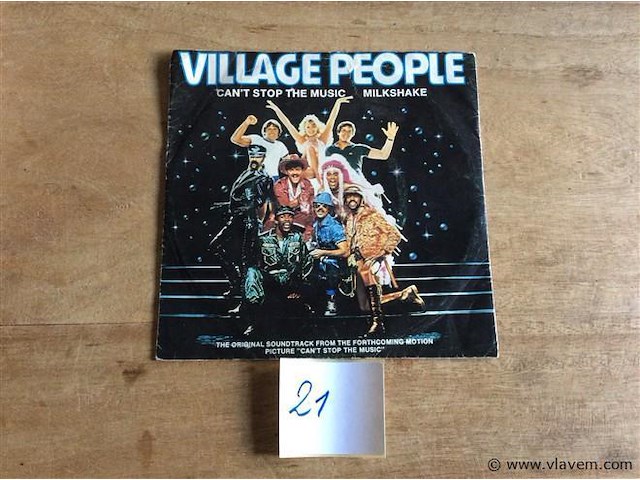 VILLAGE PEOPLE
CAN'T STOP THE MUSIC MILKSHAKE
THE ORIGINAL SOUNDTRACK FROM THE FORTHCOMING MOTION
PICTURE "CAN'T STOP THE MUSIC"
21
© www.vlavem.com